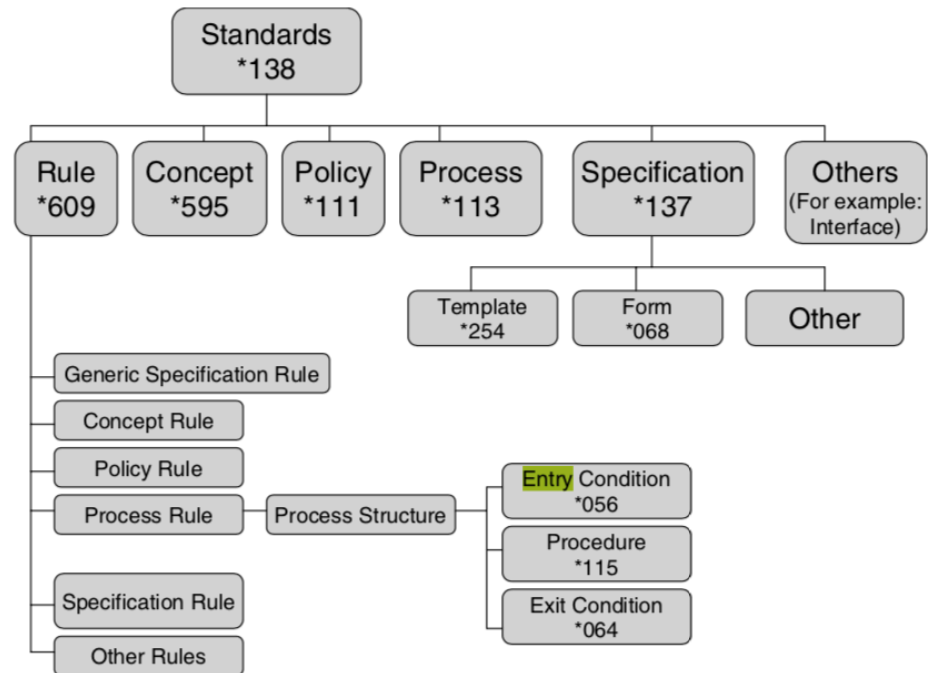 Standards
*138
Rule
*609
Concept
*595
Policy
*111
Process
*113
Specification
*137
Others
(For example:
Interface)
Template
*254
Form
*068
Other
Generic Specification Rule
Concept Rule
Policy Rule
Process Rule
Process Structure
Entry Condition
*056
Procedure
*115
Exit Condition
*064
Specification Rule
Other Rules